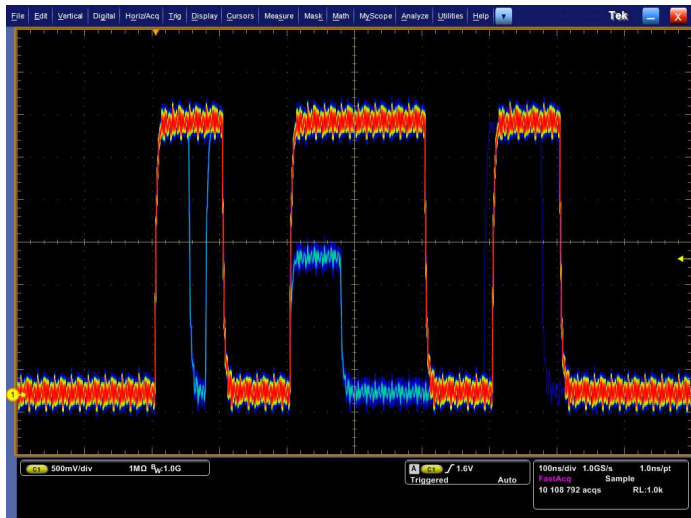 File Edit Vertical Digital Horiz/Acq Trig Display Cursors Measure Mask Math MyScope Analyze Utilities Help Tek
1
C1 500mV/div 1MΩ BW:1.0G
A C1 1.6V
Triggered Auto
100ns/div 1.0GS/s 1.0ns/pt
FastAcq Sample
10 108 792 acqs RL:1.0k